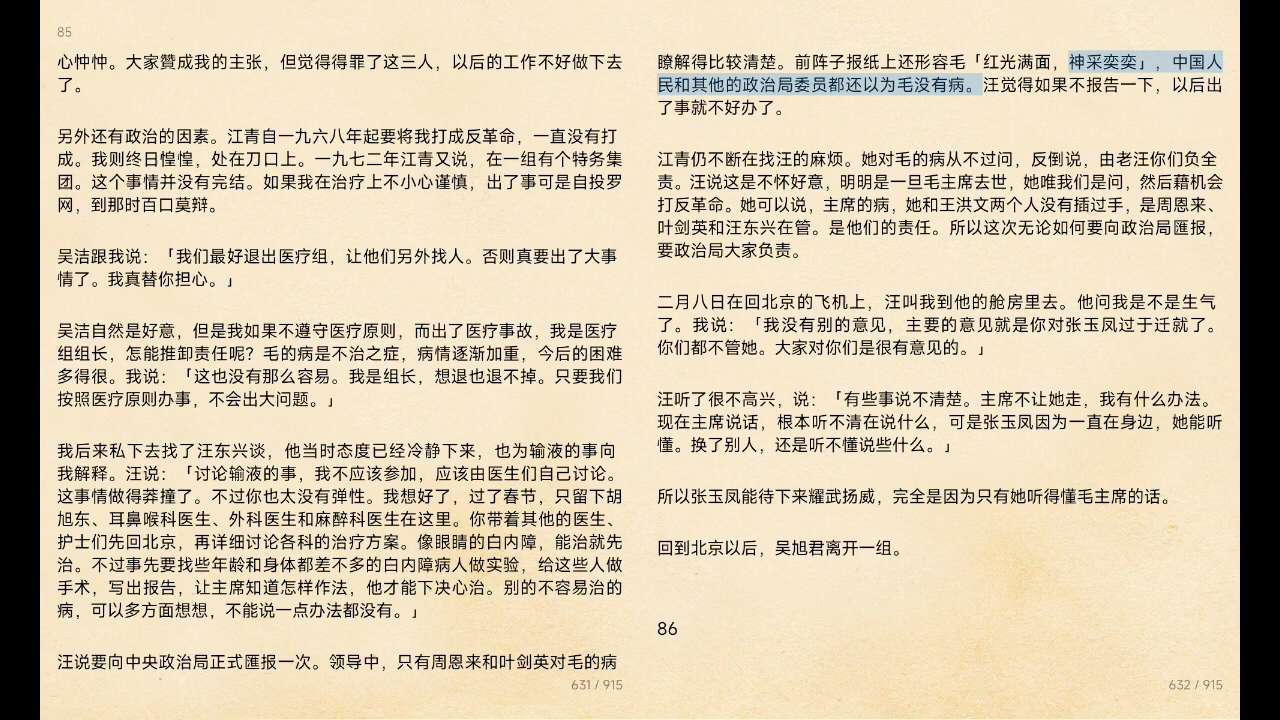 85
心忡忡。大家赞成我的主张，但觉得得罪了这三人，以后的工作不好做下去
了。
另外还有政治的因素。江青自一九六八年起要将我打成反革命，一直没有打
成。我则终日惶惶，处在刀口上。一九七二年江青又说，在一组有个特务集
团。这个事情并没有完结。如果我在治疗上不小心谨慎，出了事可是自投罗
网，到那时百口莫辩。
吴洁跟我说：「我们最好退出医疗组，让他们另外找人。否则真要出了大事
情了。我真替你担心。」
吴洁自然是好意，但是我如果不遵守医疗原则，而出了医疗事故，我是医疗
组组长，怎能推卸责任呢？毛的病是不治之症，病情逐渐加重，今后的困难
多得很。我说：「这也没有那么容易。我是组长，想退也退不掉。只要我们
按照医疗原则办事，不会出大问题。」
我后来私下去找了汪东兴谈，他当时态度已经冷静下来，也为输液的事向
我解释。汪说：「讨论输液的事，我不应该参加，应该由医生们自己讨论。
这事情做得莽撞了。不过你也太没有弹性。我想好了，过了春节，只留下胡
旭东、耳鼻喉科医生、外科医生和麻醉科医生在这里。你带着其他的医生、
护士们先回北京，再详细讨论各科的治疗方案。像眼睛的白内障，能治就先
治。不过事先要找些年龄和身体都差不多的白内障病人做实验，给这些人做
手术，写出报告，让主席知道怎样作法，他才能下决心治。别的不容易治的
病，可以多方面想想，不能说一点办法都没有。」
汪说要向中央政治局正式匯报一次。领导中，只有周恩来和叶剑英对毛的病
631 / 915
瞭解得比较清楚。前阵子报纸上还形容毛「红光满面，神采奕奕」，中国人
民和其他的政治局委员都还以为毛没有病。汪觉得如果不报告一下，以后出
了事就不好办了。
江青仍不断在找汪的麻烦。她对毛的病从不过问，反倒说，由老汪你们负全
责。汪说这是不怀好意，明明是一旦毛主席去世，她唯我们是问，然后藉机会
打反革命。她可以说，主席的病，她和王洪文两个人没有插过手，是周恩来、
叶剑英和汪东兴在管。是他们的责任。所以这次无论如何要向政治局匯报，
要政治局大家负责。
二月八日在回北京的飞机上，汪叫我到他的舱房里去。他问我是不是生气
了。我说：「我没有别的意见，主要的意见就是你对张玉凤过于迁就了。
你们都不管她。大家对你们是很有意见的。」
汪听了很不高兴，说：「有些事说不清楚。主席不让她走，我有什么办法。
现在主席说话，根本听不清在说什么，可是张玉凤因为一直在身边，她能听
懂。换了别人，还是听不懂说些什么。」
所以张玉凤能待下来耀武扬威，完全是因为只有她听得懂毛主席的话。
回到北京以后，吴旭君离开一组。
86
632 / 915